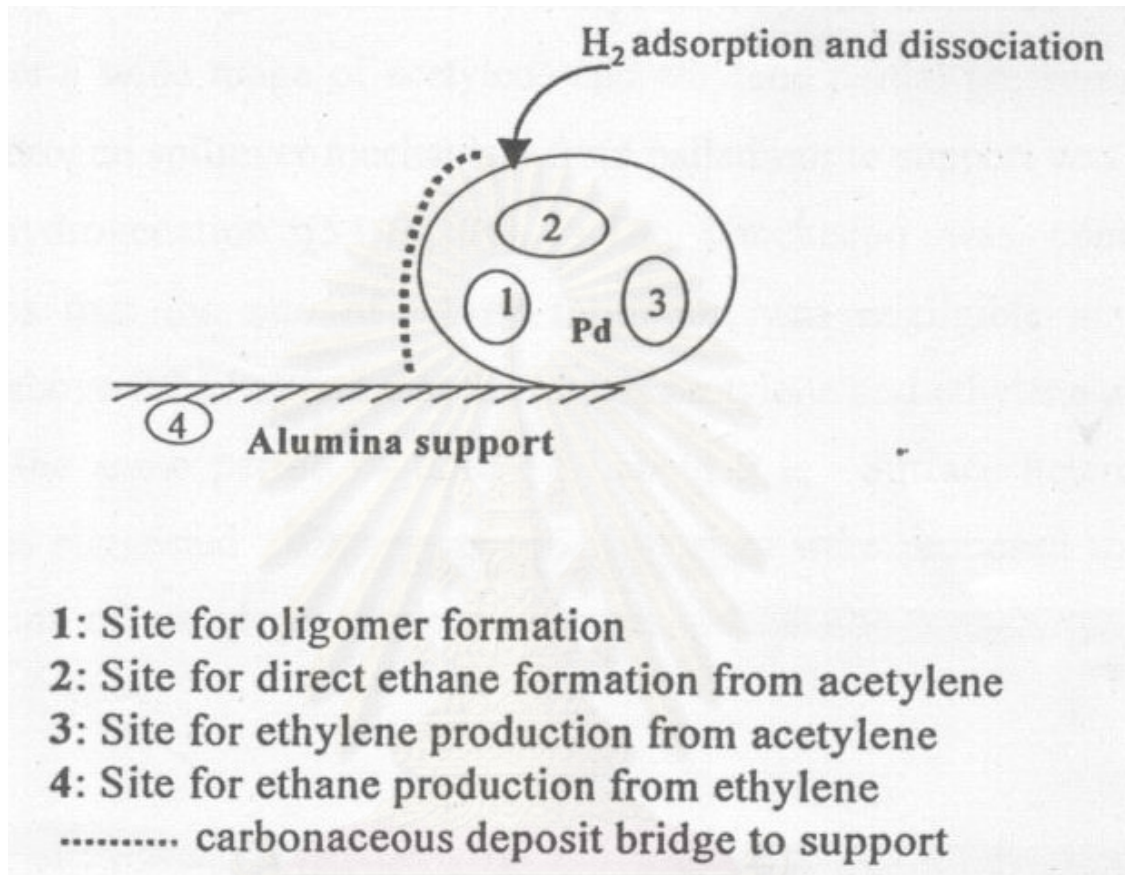 H2 adsorption and dissociation
2
1
3
Pd
4
Alumina support
1: Site for oligomer formation
2: Site for direct ethane formation from acetylene
3: Site for ethylene production from acetylene
4: Site for ethane production from ethylene
.......... carbonaceous deposit bridge to support